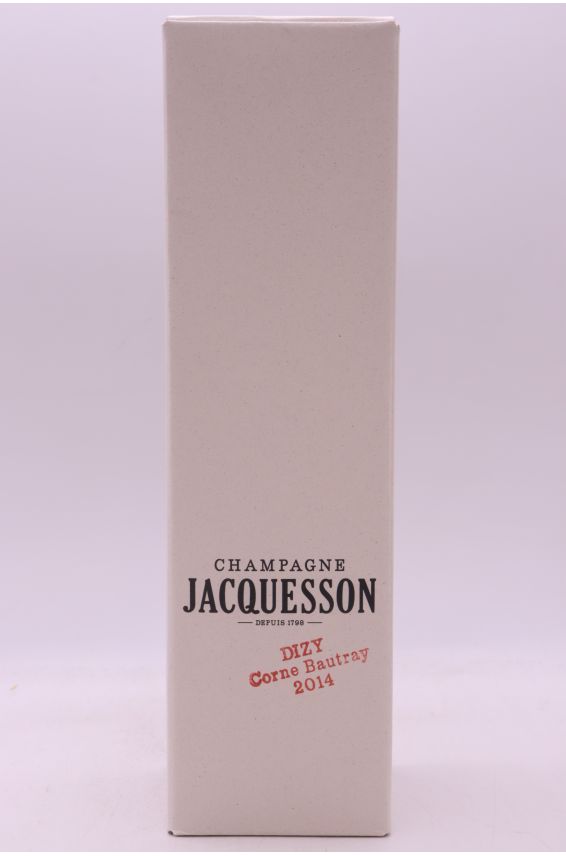 CHAMPAGNE
JACQUESSON
DEPUIS 1798
DIZY
Corne Bautray
2014